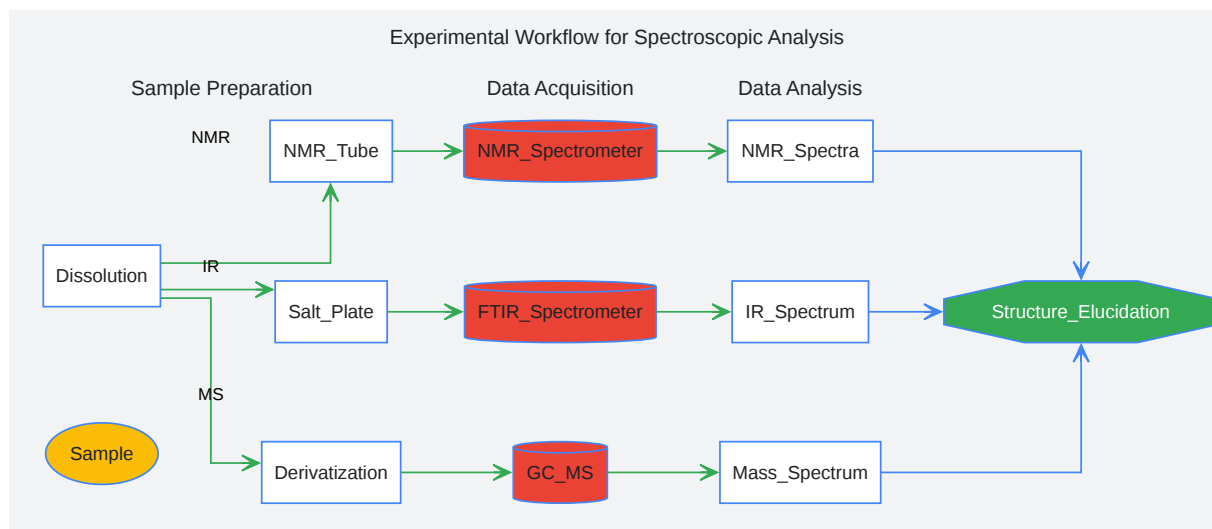 Experimental Workflow for Spectroscopic Analysis
Sample Preparation
Data Acquisition
Data Analysis
NMR
NMR_Tube
NMR_Spectrometer
NMR_Spectra
Dissolution
IR
Salt_Plate
FTIR_Spectrometer
IR_Spectrum
Structure_Elucidation
MS
Sample
Derivatization
GC_MS
Mass_Spectrum